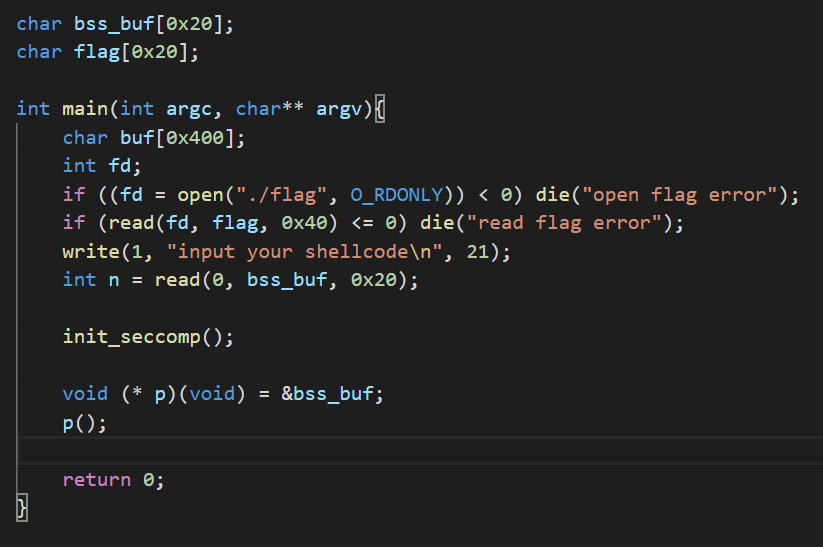 char bss_buf[0x20];
char flag[0x20];
int main(int argc, char** argv){
char buf[0x400];
int fd;
if ((fd = open("./flag", O_RDONLY)) < 0) die("open flag error");
if (read(fd, flag, 0x40) <= 0) die("read flag error");
write(1, "input your shellcode\n", 21);
int n = read(0, bss_buf, 0x20);
init_seccomp();
void (* p)(void) = &bss_buf;
p();
return 0;
}